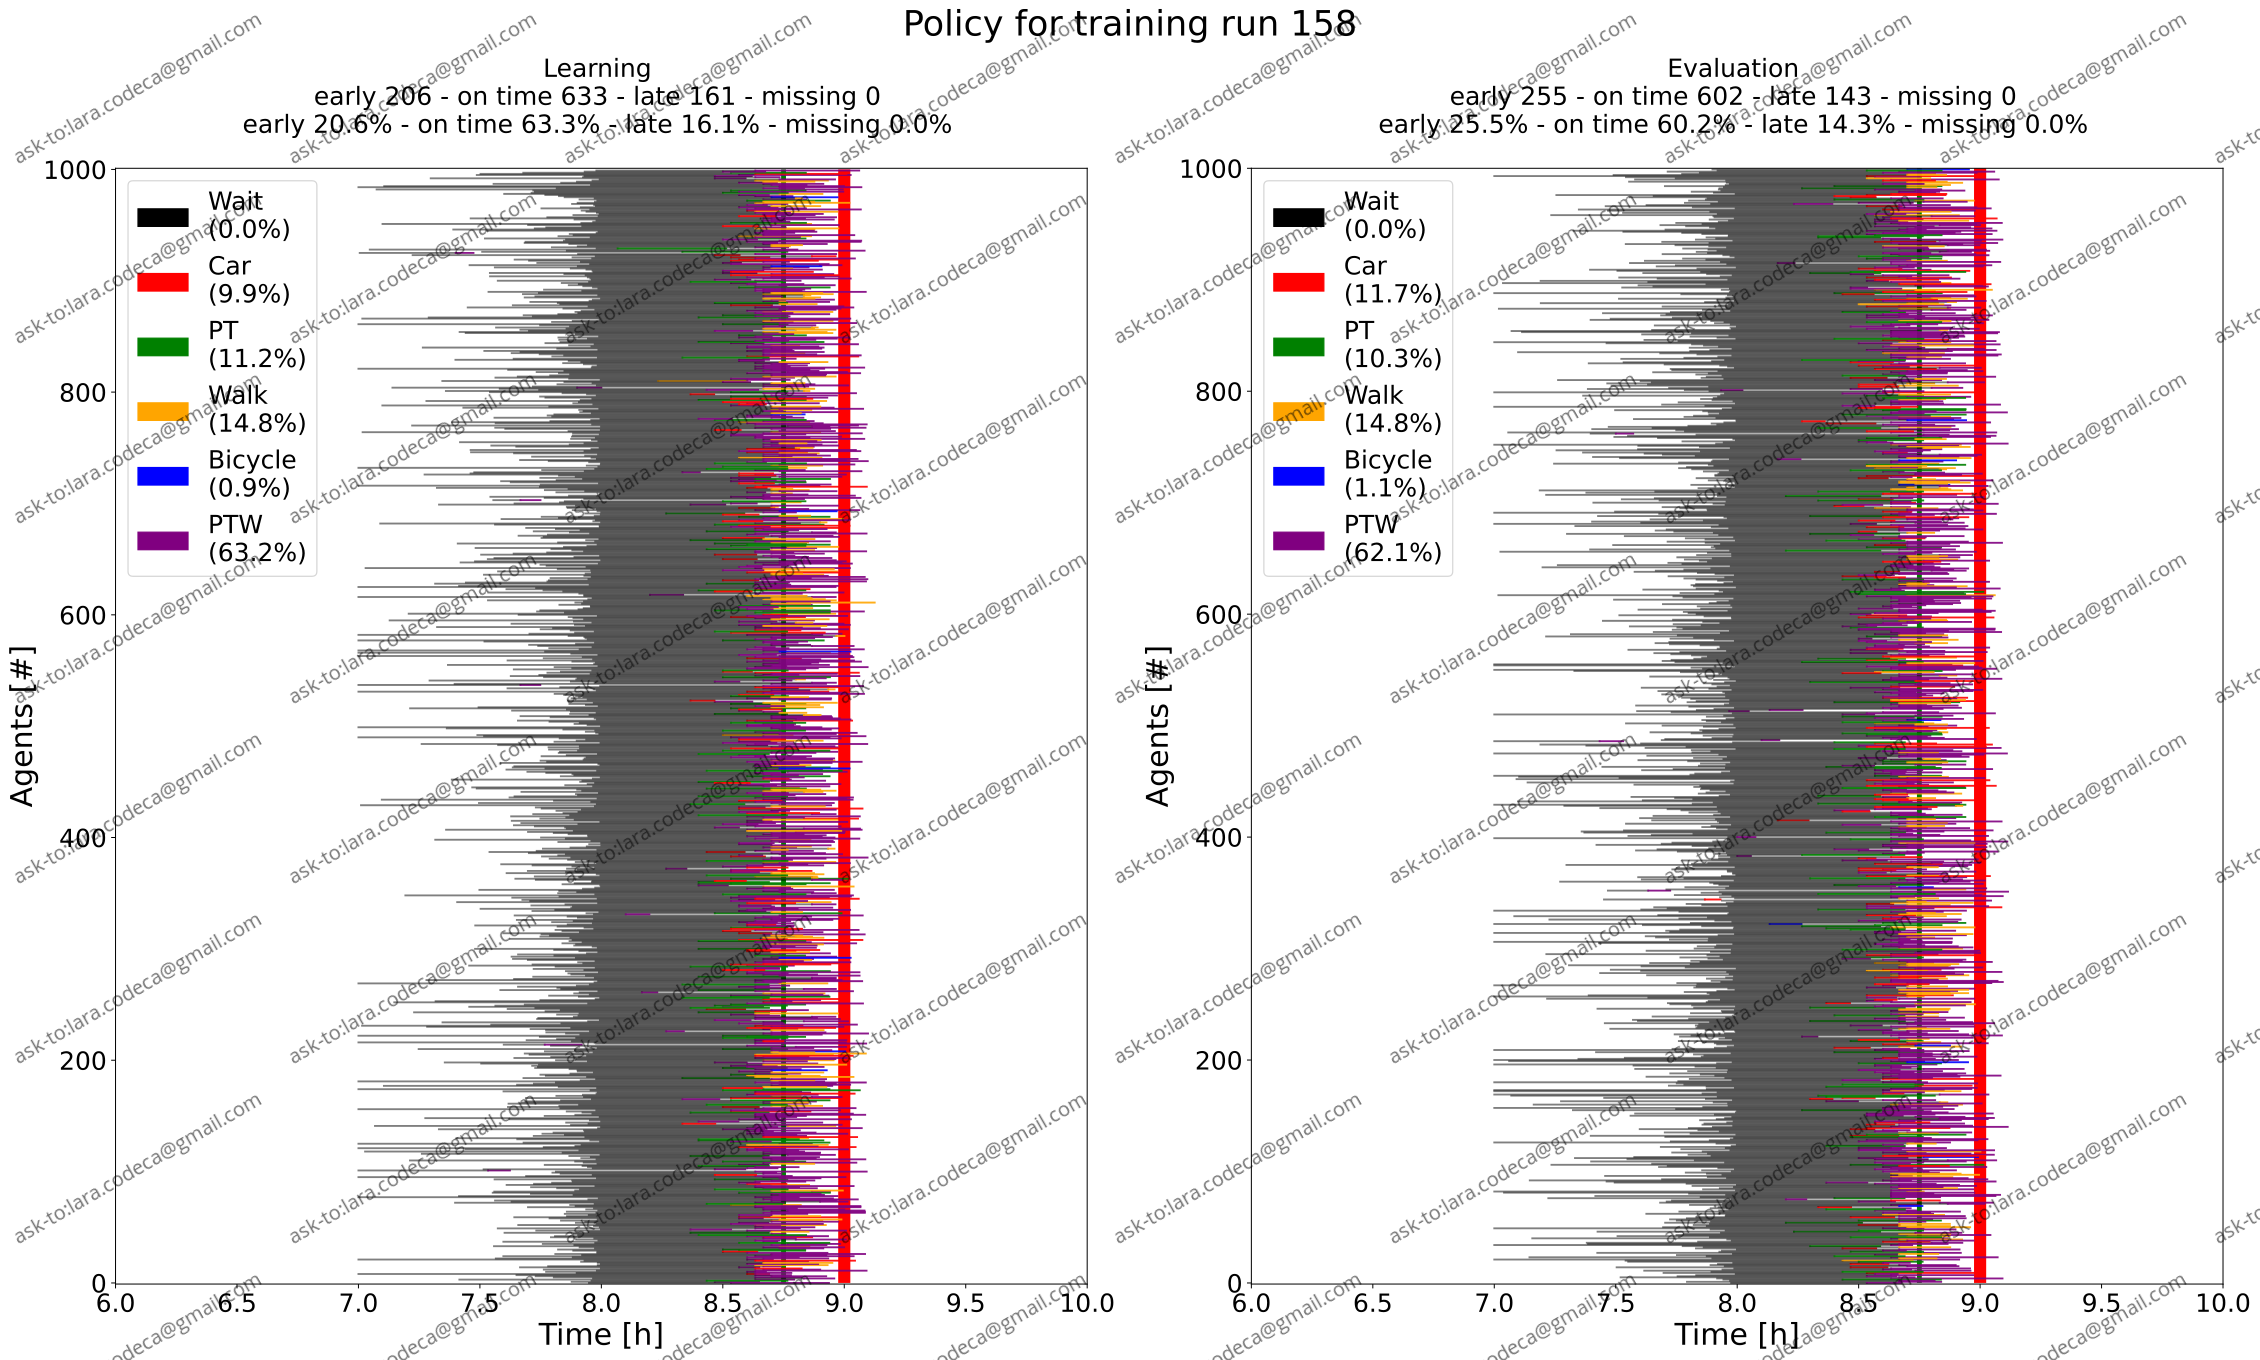 Policy for training run 158
Learning
early 206 - on time 633 - late 161 - missing 0
early 20.6% - on time 63.3% - late 16.1% - missing 0.0%
1000
800
600
400
200
0
Agents [#]
Wait
(0.0%)
Car
(9.9%)
PT
(11.2%)
Walk
(14.8%)
Bicycle
(0.9%)
PTW
(63.2%)
6.0 6.5 7.0 7.5 8.0 8.5 9.0 9.5 10.0
Time [h]
Evaluation
early 255 - on time 602 - late 143 - missing 0
early 25.5% - on time 60.2% - late 14.3% - missing 0.0%
1000
800
600
400
200
0
Agents [#]
Wait
(0.0%)
Car
(11.7%)
PT
(10.3%)
Walk
(14.8%)
Bicycle
(1.1%)
PTW
(62.1%)
6.0 6.5 7.0 7.5 8.0 8.5 9.0 9.5 10.0
Time [h]
ask-to:lara.codeca@gmail.com